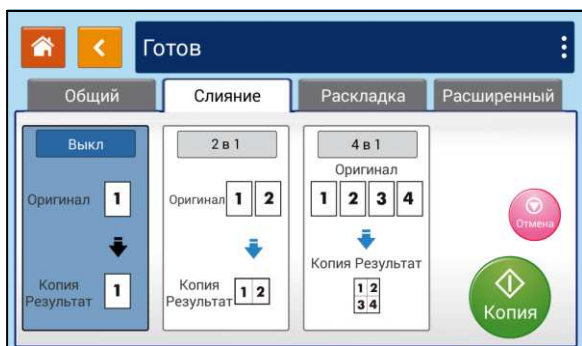 Готов
Общий
Слияние
Раскладка
Расширенный
Выкл
Оригинал 1
Копия
Результат 1
2 в 1
Оригинал 1 2
Копия
Результат 1 2
4 в 1
Оригинал
1 2 3 4
Копия Результат
1 2
3 4
Отмена
Копия